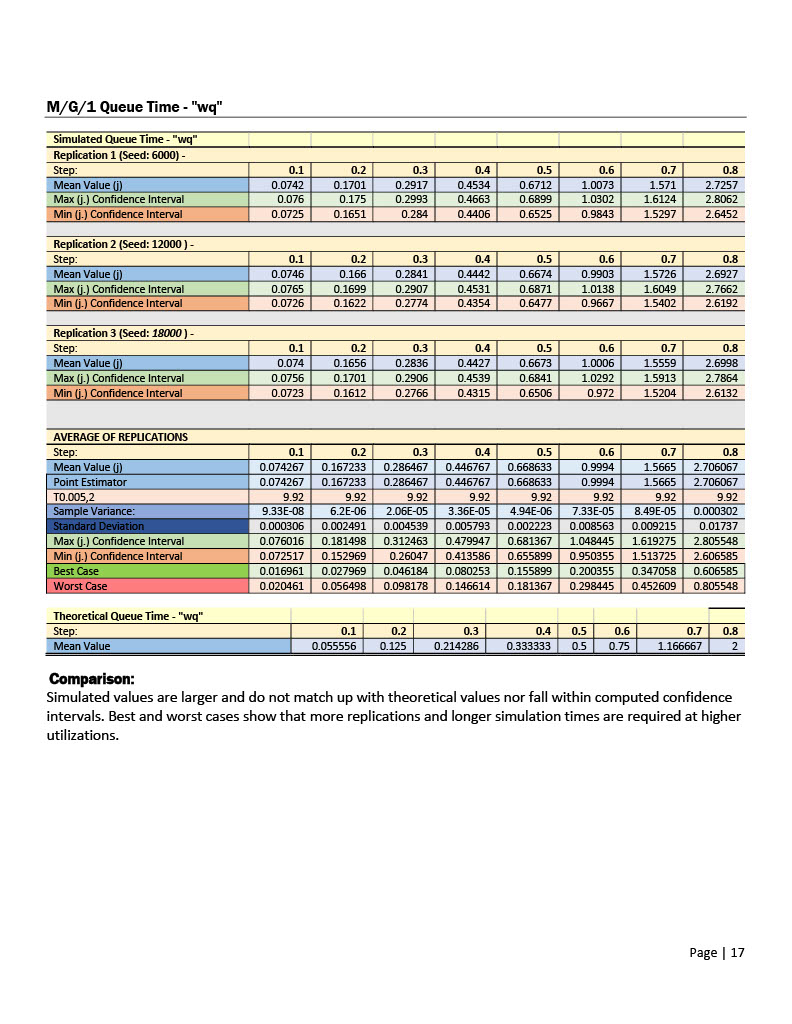 M/G/1 Queue Time - "wq"
Simulated Queue Time - "wq"
Replication 1 (Seed: 6000) -
Step: 0.1 0.2 0.3 0.4 0.5 0.6 0.7 0.8
Mean Value (j) 0.0742 0.1701 0.2917 0.4534 0.6712 1.0073 1.571 2.7257
Max (j.) Confidence Interval 0.076 0.175 0.2993 0.4663 0.6899 1.0302 1.6124 2.8062
Min (j.) Confidence Interval 0.0725 0.1651 0.284 0.4406 0.6525 0.9843 1.5297 2.6452
Replication 2 (Seed: 12000 ) -
Step: 0.1 0.2 0.3 0.4 0.5 0.6 0.7 0.8
Mean Value (j) 0.0746 0.166 0.2841 0.4442 0.6674 0.9903 1.5726 2.6927
Max (j.) Confidence Interval 0.0765 0.1699 0.2907 0.4531 0.6871 1.0138 1.6049 2.7662
Min (j.) Confidence Interval 0.0726 0.1622 0.2774 0.4354 0.6477 0.9667 1.5402 2.6192
Replication 3 (Seed: 18000 ) -
Step: 0.1 0.2 0.3 0.4 0.5 0.6 0.7 0.8
Mean Value (j) 0.074 0.1656 0.2836 0.4427 0.6673 1.0006 1.5559 2.6998
Max (j.) Confidence Interval 0.0756 0.1701 0.2906 0.4539 0.6841 1.0292 1.5913 2.7864
Min (j.) Confidence Interval 0.0723 0.1612 0.2766 0.4315 0.6506 0.972 1.5204 2.6132
AVERAGE OF REPLICATIONS
Step: 0.1 0.2 0.3 0.4 0.5 0.6 0.7 0.8
Mean Value (j) 0.074267 0.167233 0.286467 0.446767 0.668633 0.9994 1.5665 2.706067
Point Estimator 0.074267 0.167233 0.286467 0.446767 0.668633 0.9994 1.5665 2.706067
T0.005,2 9.92 9.92 9.92 9.92 9.92 9.92 9.92 9.92
Sample Variance: 9.33E-08 6.2E-06 2.06E-05 3.36E-05 4.94E-06 7.33E-05 8.49E-05 0.000302
Standard Deviation 0.000306 0.002491 0.004539 0.005793 0.002223 0.008563 0.009215 0.01737
Max (j.) Confidence Interval 0.076016 0.181498 0.312463 0.479947 0.681367 1.048445 1.619275 2.805548
Min (j.) Confidence Interval 0.072517 0.152969 0.26047 0.413586 0.655899 0.950355 1.513725 2.606585
Best Case 0.016961 0.027969 0.046184 0.080253 0.155899 0.200355 0.347058 0.606585
Worst Case 0.020461 0.056498 0.098178 0.146614 0.181367 0.298445 0.452609 0.805548
Theoretical Queue Time - "wq"
Step: 0.1 0.2 0.3 0.4 0.5 0.6 0.7 0.8
Mean Value 0.055556 0.125 0.214286 0.333333 0.5 0.75 1.166667 2
Comparison:
Simulated values are larger and do not match up with theoretical values nor fall within computed confidence
intervals. Best and worst cases show that more replications and longer simulation times are required at higher
utilizations.
Page | 17